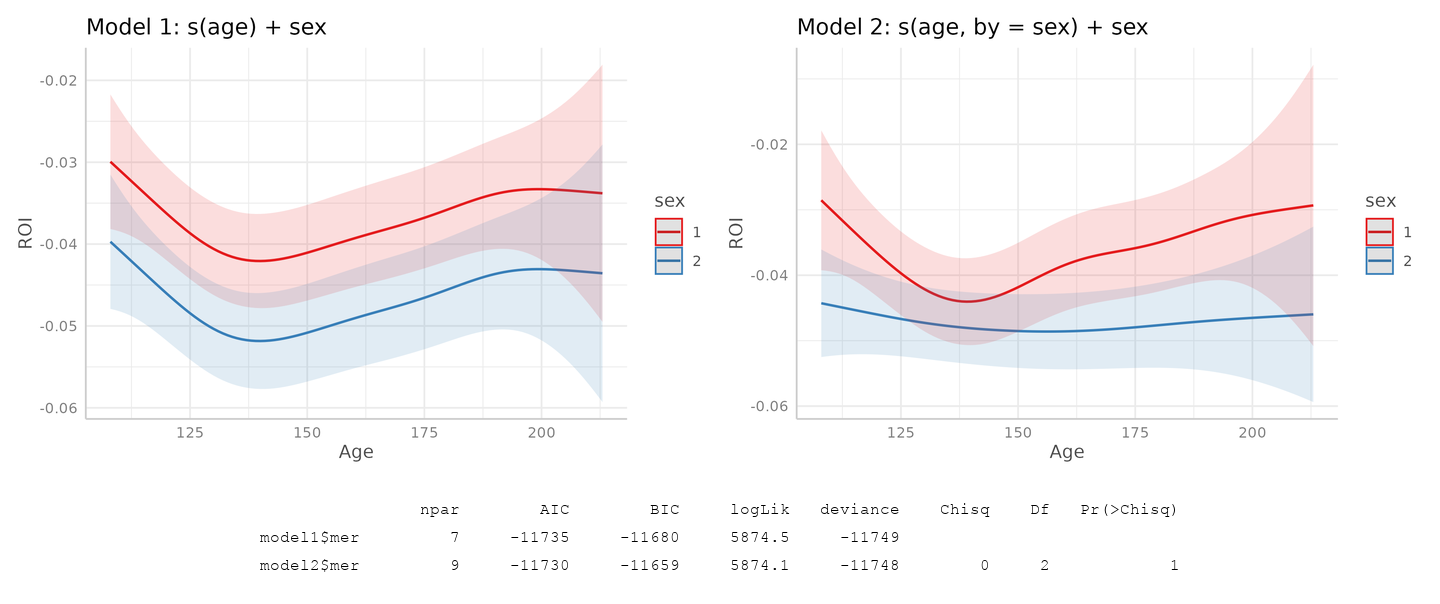 Model 1: s(age) + sex
-0.02
-0.03
-0.04
-0.05
-0.06
ROI
125 150 175 200
Age
sex
1
2
Model 2: s(age, by = sex) + sex
-0.02
-0.04
-0.06
ROI
125 150 175 200
Age
sex
1
2
npar AIC BIC logLik deviance Chisq Df Pr(>Chisq)
model1$mer 7 -11735 -11680 5874.5 -11749
model2$mer 9 -11730 -11659 5874.1 -11748 0 2 1